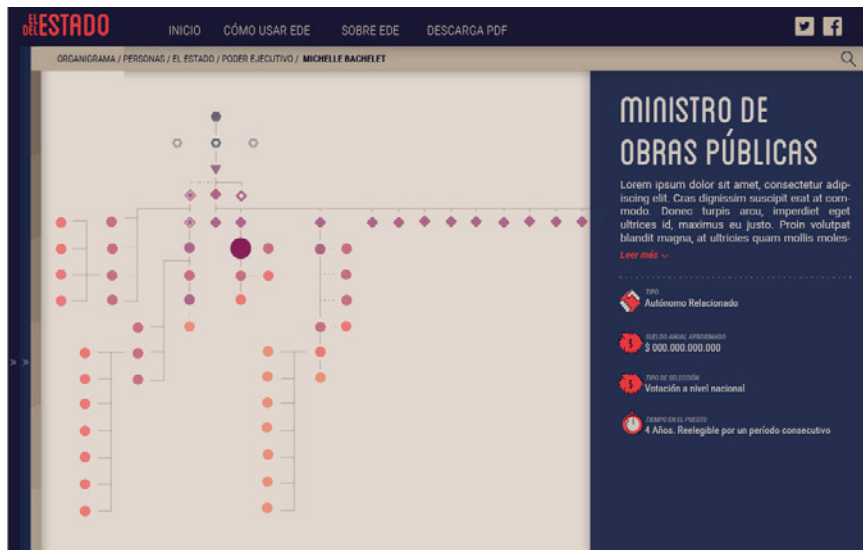 EL DEL ESTADO
INICIO
CÓMO USAR EDE
SOBRE EDE
DESCARGA PDF
ORGANIGRAMA / PERSONAS / EL ESTADO / PODER EJECUTIVO / MICHELLE BACHELET
MINISTRO DE
OBRAS PÚBLICAS
Lorem ipsum dolor sit amet, consectetur adip-
iscing elit. Cras dignissim suscipit erat at com-
modo. Donec turpis arcu, imperdiet eget
ultrices id, maximus eu justo. Proin volutpat
blandit magna, at ultricies quam mollis moles-
Leer más
TIPO
Autónomo Relacionado
SUELDO ANUAL APROXIMADO
$ 000.000.000.000
TIPO DE SELECCIÓN
Votación a nivel nacional
TIEMPO EN EL PUESTO
4 Años. Reelegible por un período consecutivo